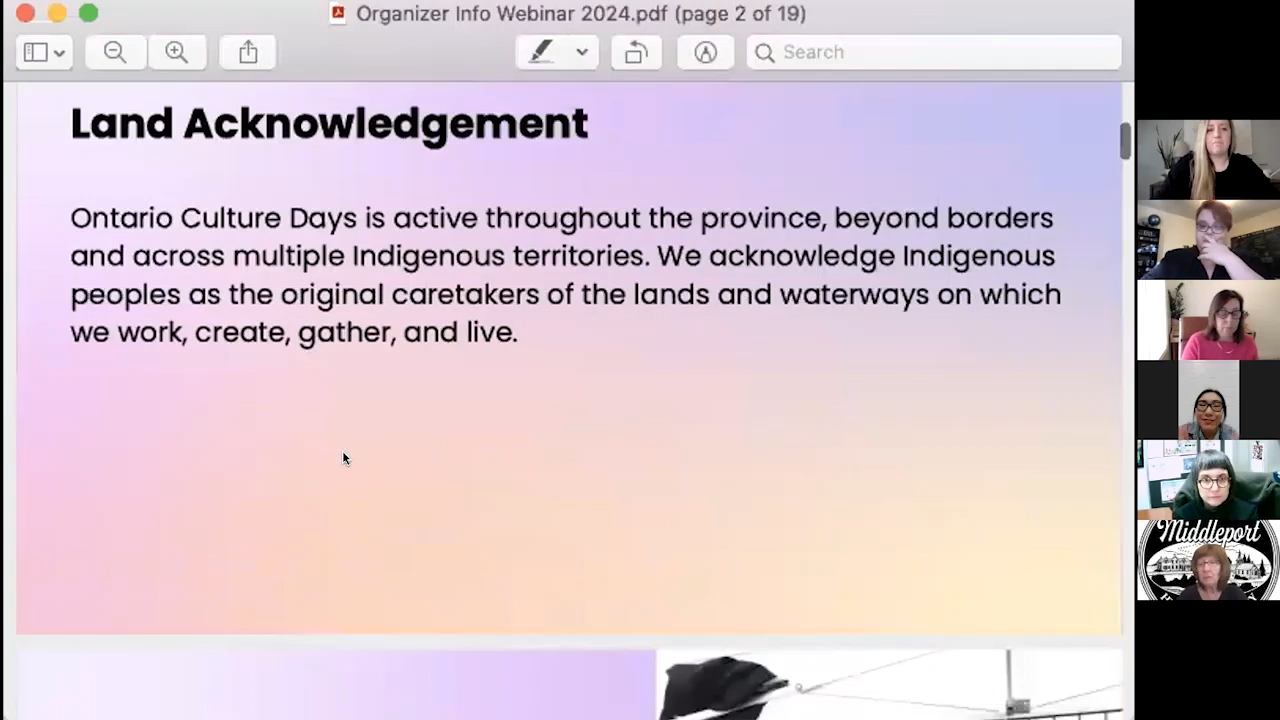 Organizer Info Webinar 2024.pdf (page 2 of 19)
Search
Land Acknowledgement
Ontario Culture Days is active throughout the province, beyond borders
and across multiple Indigenous territories. We acknowledge Indigenous
peoples as the original caretakers of the lands and waterways on which
we work, create, gather, and live.
Middleport